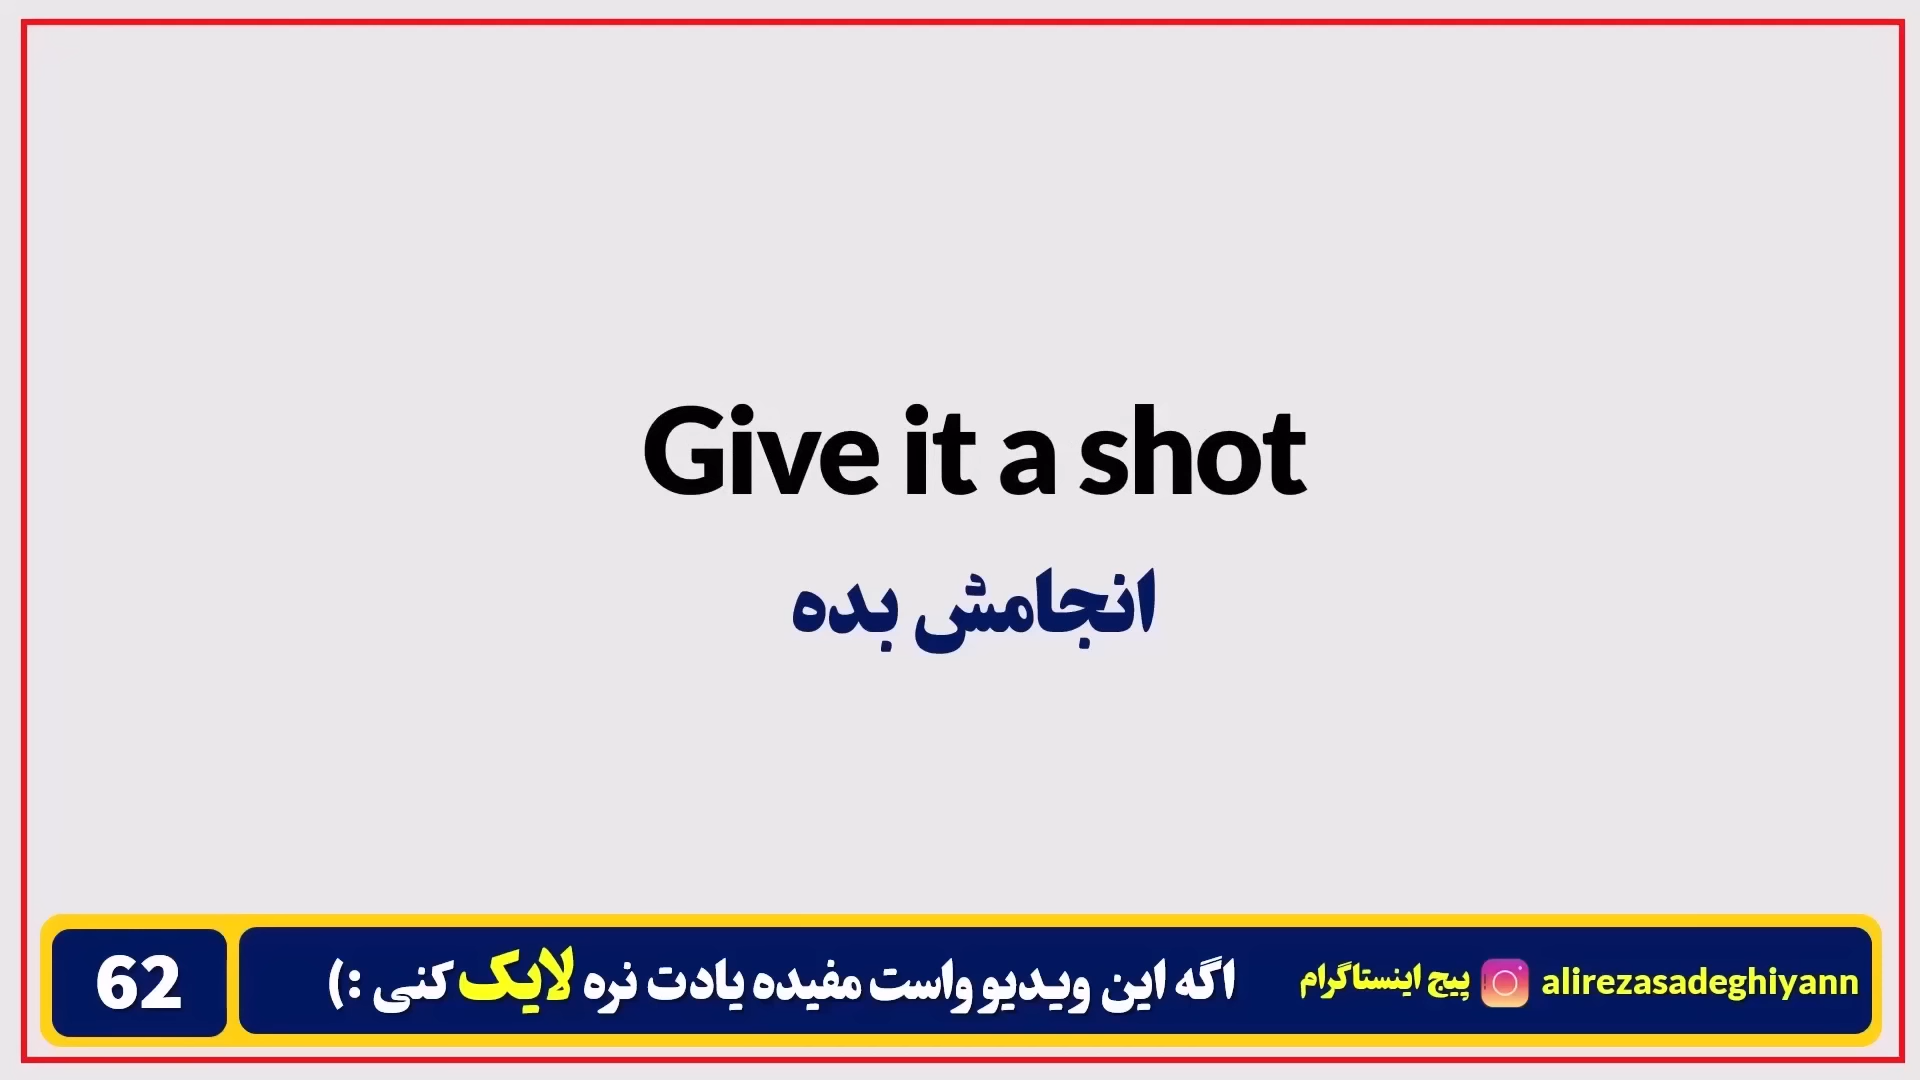 Give it a shot
انجامش بده
62
اگه این ویدیو واست مفیده یادت نره لایک کنی :)
پیج اینستاگرام
alirezasadeghiyann